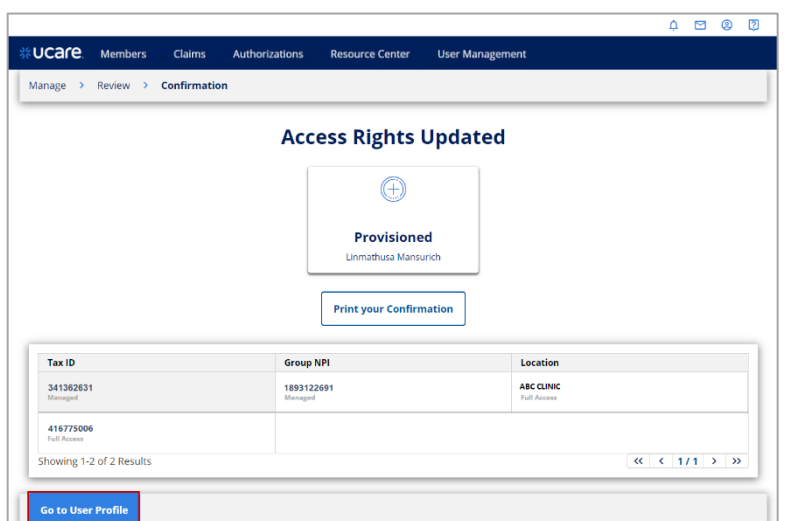 ucare. Members Claims Authorizations Resource Center User Management
Manage > Review > Confirmation
Access Rights Updated
Provisioned
Linmathusa Mansurich
Print your Confirmation
Tax ID Group NPI Location
341362631 1893122691 ABC CLINIC
Managed Managed Full Access
416775006
Full Access
Showing 1-2 of 2 Results << < 1 / 1 > >>
Go to User Profile